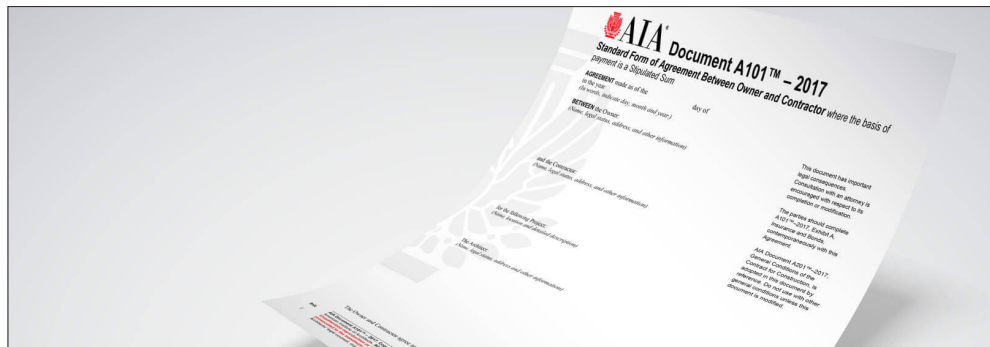 AIA® Document A101™ – 2017
Standard Form of Agreement Between Owner and Contractor where the basis of
payment is a Stipulated Sum
AGREEMENT made as of the day of
in the year
(In words, indicate day, month and year.)
BETWEEN the Owner:
(Name, legal status, address, and other information)
and the Contractor:
(Name, legal status, address, and other information)
for the following Project:
(Name, location and detailed description)
The Architect:
(Name, legal status, address, and other information)
This document has important
legal consequences.
Consultation with an attorney is
encouraged with respect to its
completion or modification.
The parties should complete
A101™–2017, Exhibit A,
Insurance and Bonds,
contemporaneously with this
Agreement.
AIA Document A201™–2017,
General Conditions of the
Contract for Construction, is
adopted in this document by
reference. Do not use with other
general conditions unless this
document is modified.
The Owner and Contractor agree as
AIA Document A101™ – 2017.